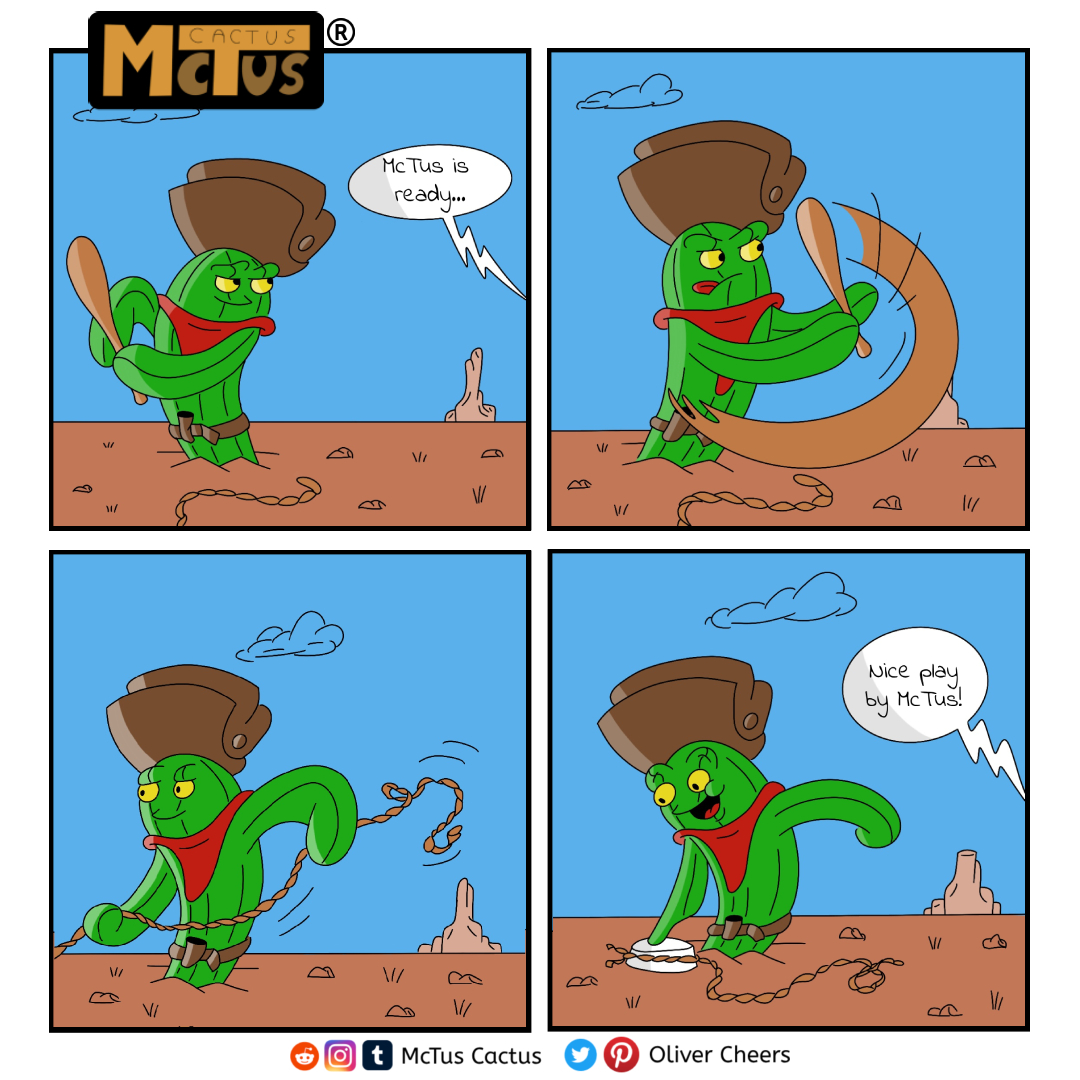 CACTUS
McTus ®
McTus is
ready...
Nice play
by McTus!
McTus Cactus
Oliver Cheers